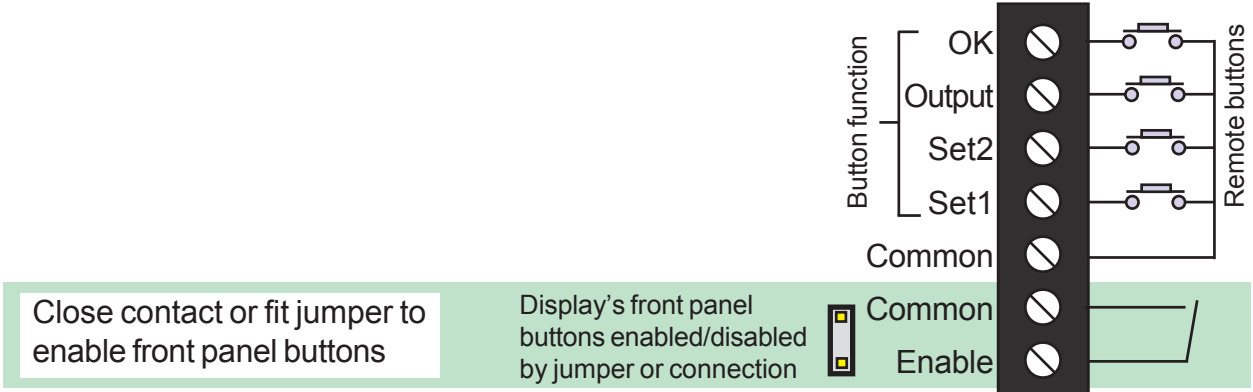 Button function
OK
Output
Set2
Set1
Common
Remote buttons
Close contact or fit jumper to
enable front panel buttons
Display's front panel
buttons enabled/disabled
by jumper or connection
Common
Enable